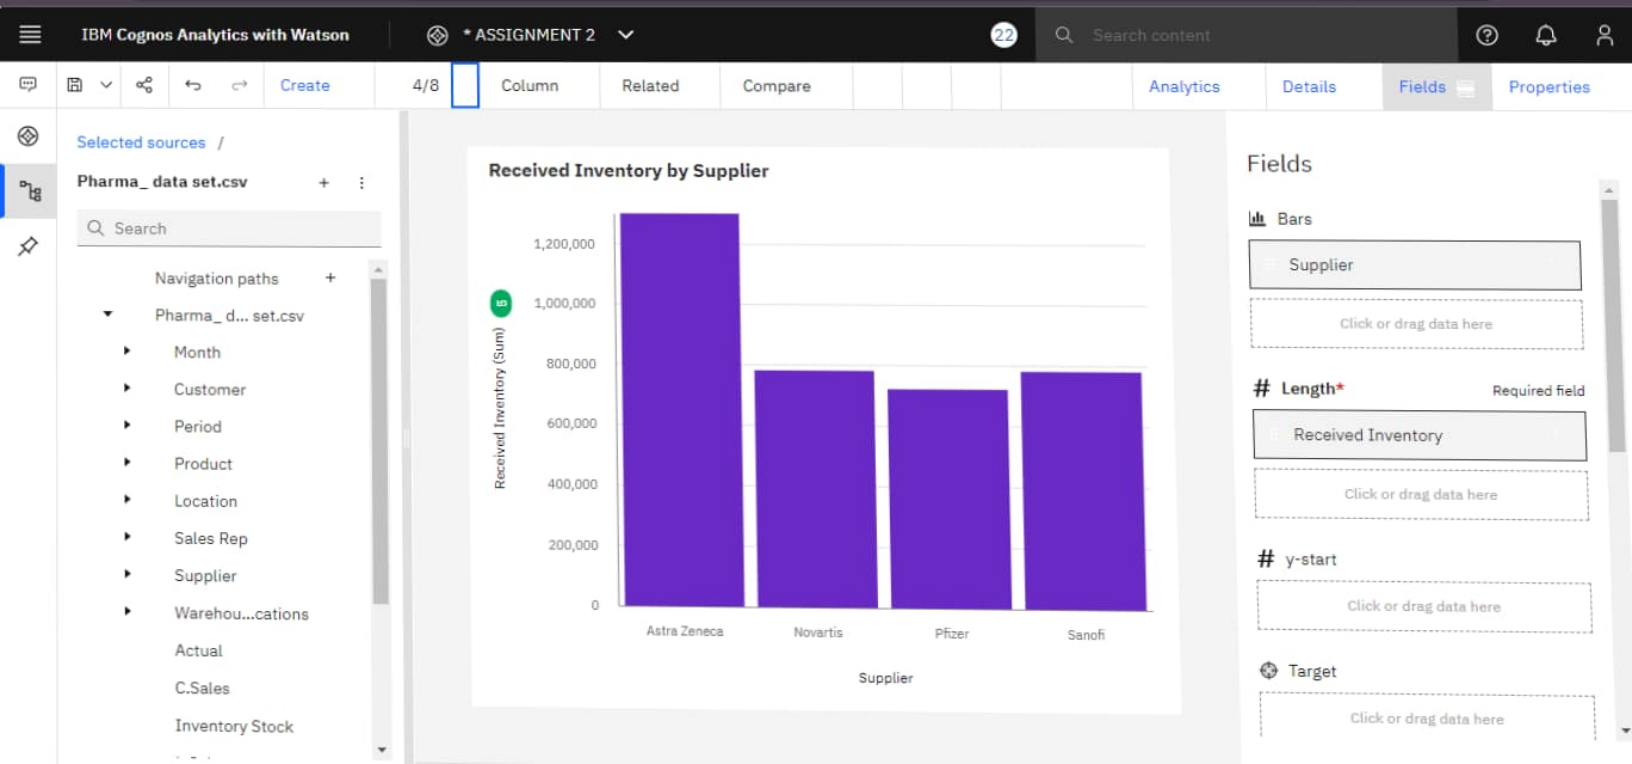 IBM Cognos Analytics with Watson
* ASSIGNMENT 2
22
Search content
Create
4/8
Column
Related
Compare
Analytics
Details
Fields
Properties
Selected sources /
Pharma_ data set.csv
Search
Navigation paths
Pharma_ d... set.csv
Month
Customer
Period
Product
Location
Sales Rep
Supplier
Warehou...cations
Actual
C.Sales
Inventory Stock
Received Inventory by Supplier
Received Inventory (Sum)
1,200,000
1,000,000
800,000
600,000
400,000
200,000
0
Astra Zeneca
Novartis
Pfizer
Sanofi
Supplier
Fields
Bars
Supplier
Click or drag data here
# Length* Required field
Received Inventory
Click or drag data here
# y-start
Click or drag data here
Target
Click or drag data here